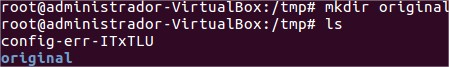 root@administrador-VirtualBox:/tmp# mkdir original
root@administrador-VirtualBox:/tmp# ls
config-err-ITxTLU
original